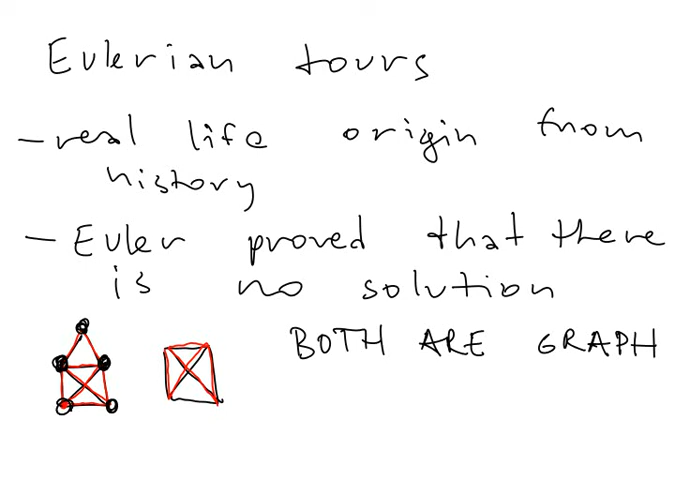 Eulerian tours
- real life origin from
history
- Euler proved that there
is no solution
BOTH ARE GRAPH